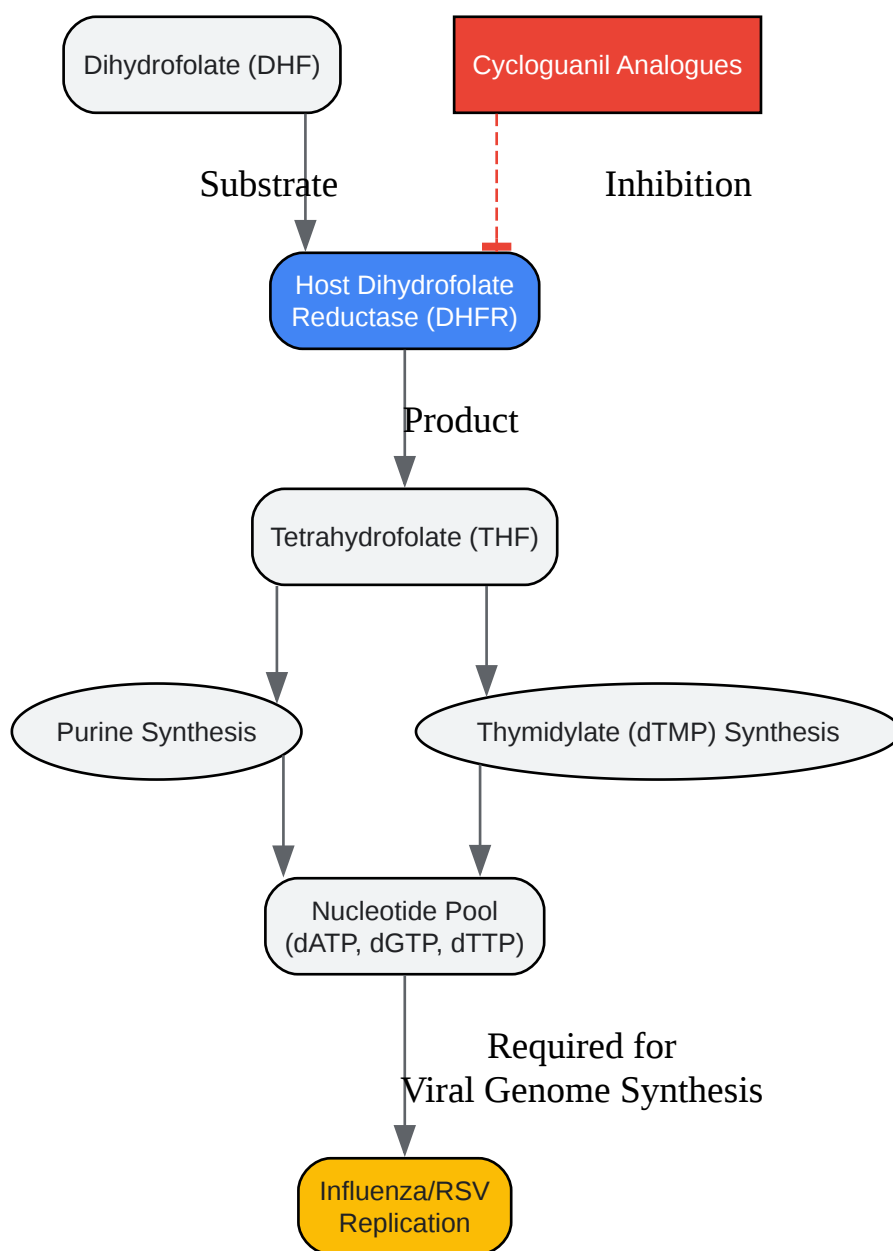 Dihydrofolate (DHF)
Cycloguanil Analogues
Substrate
Inhibition
Host Dihydrofolate
Reductase (DHFR)
Product
Tetrahydrofolate (THF)
Purine Synthesis
Thymidylate (dTMP) Synthesis
Nucleotide Pool
(dATP, dGTP, dTTP)
Required for
Viral Genome Synthesis
Influenza/RSV
Replication